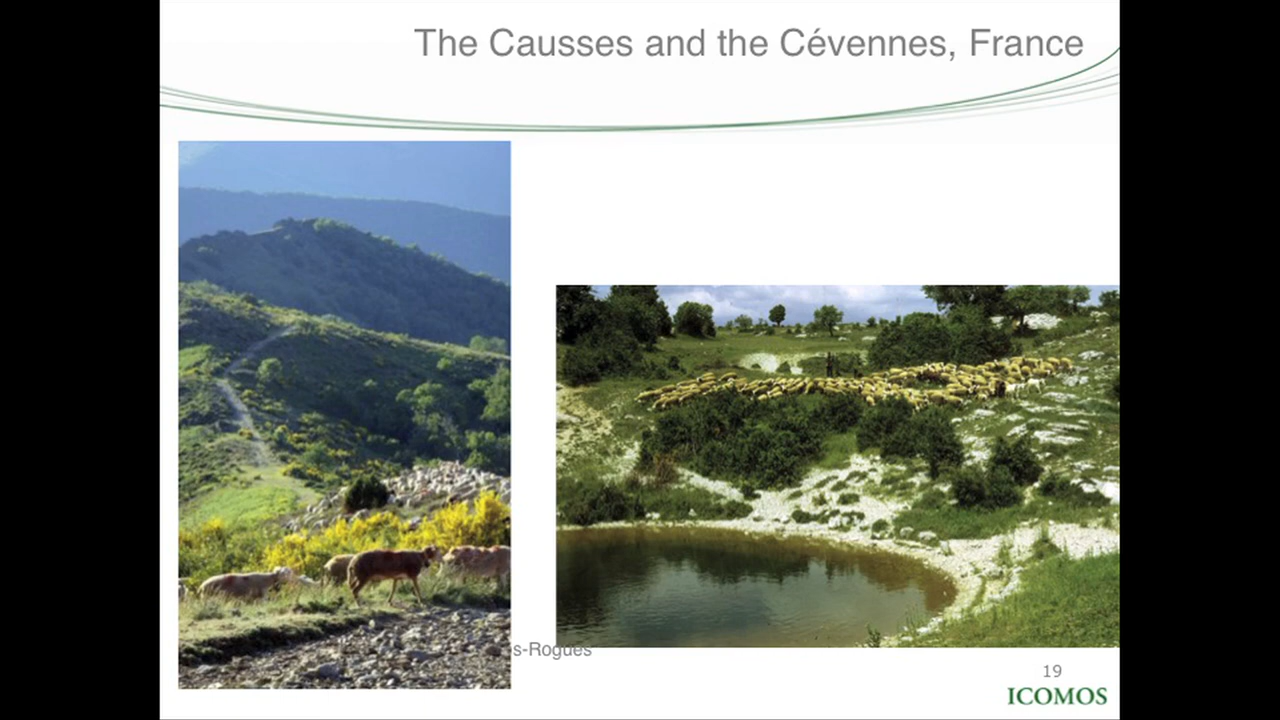 The Causses and the Cévennes, France
s-Rogues
19
ICOMOS